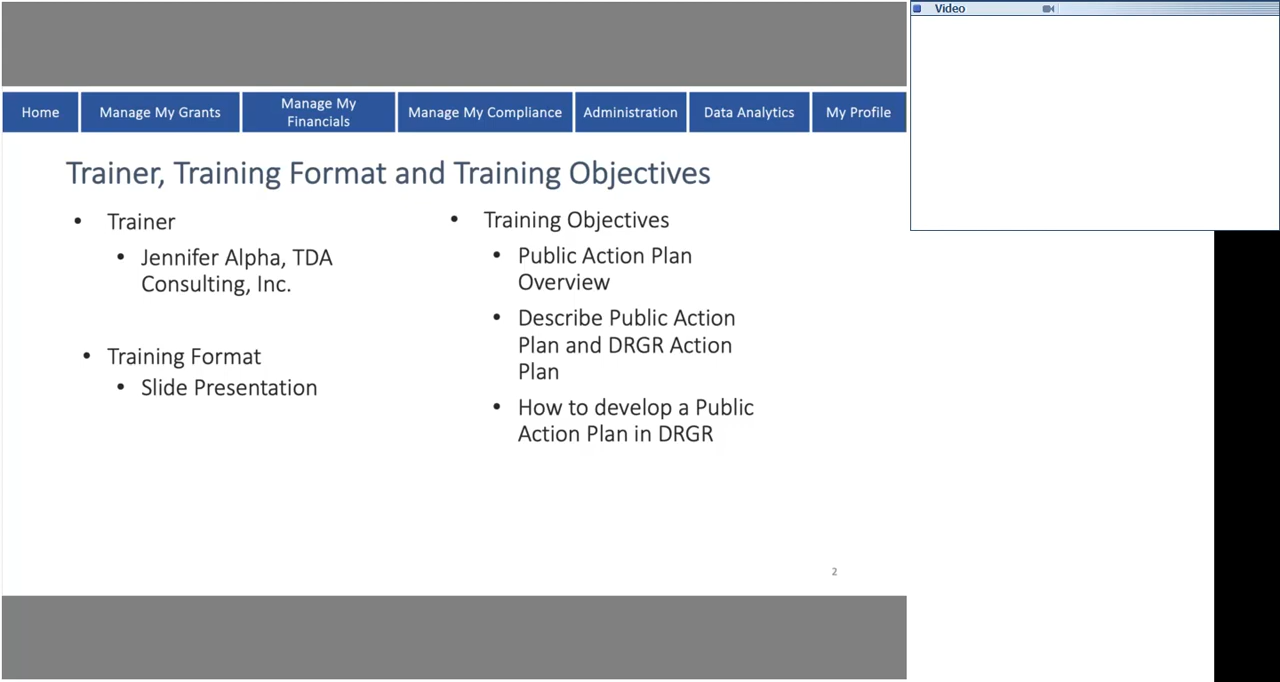 Video
Home
Manage My Grants
Manage My
Financials
Manage My Compliance
Administration
Data Analytics
My Profile
Trainer, Training Format and Training Objectives
• Trainer
• Jennifer Alpha, TDA
Consulting, Inc.
• Training Format
• Slide Presentation
• Training Objectives
• Public Action Plan
Overview
• Describe Public Action
Plan and DRGR Action
Plan
• How to develop a Public
Action Plan in DRGR
2